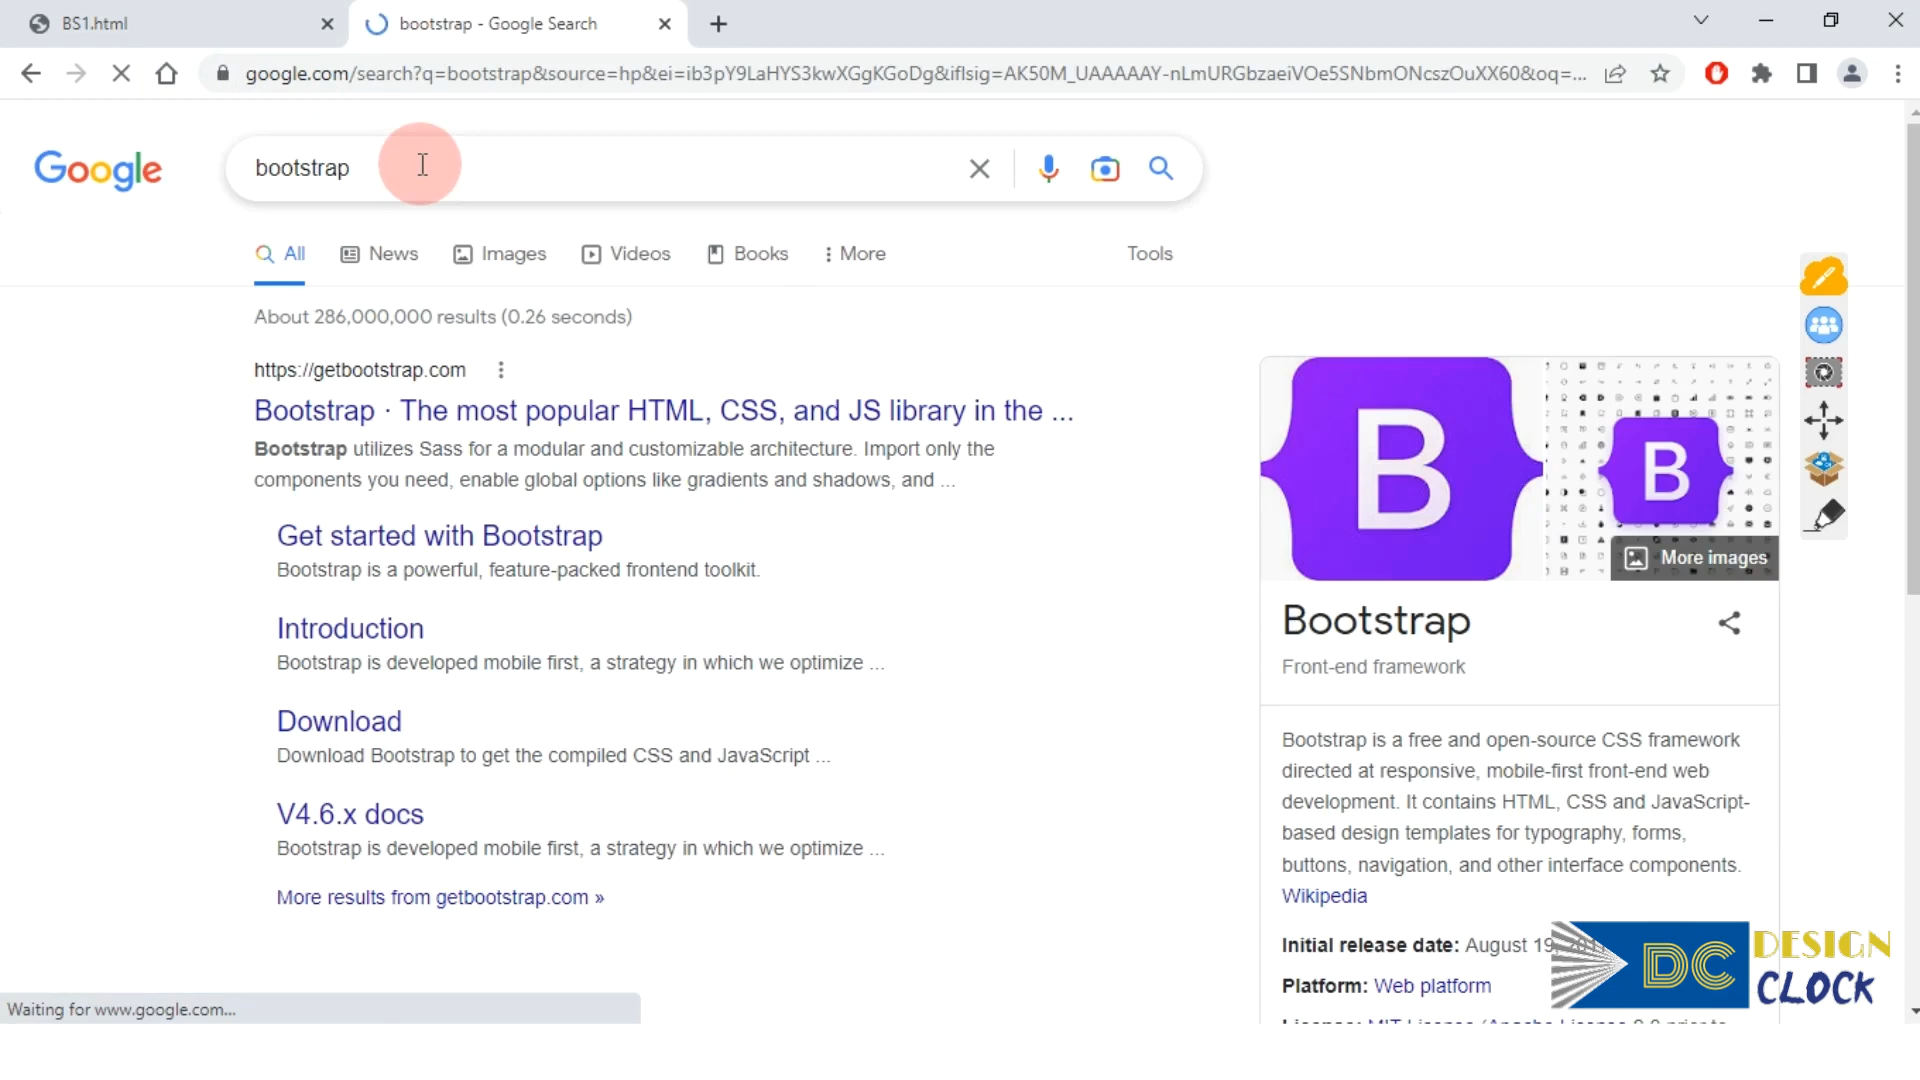 BS1.html
bootstrap - Google Search
google.com/search?q=bootstrap&source=hp&ei=ib3pY9LaHYS3kwXGgKGoDg&iflsig=AK50M_UAAAAAY-nLmURGbzaeiVOe5SNbmONcszOuXX60&oq=...
Google
bootstrap
All
News
Images
Videos
Books
More
Tools
About 286,000,000 results (0.26 seconds)
https://getbootstrap.com
Bootstrap · The most popular HTML, CSS, and JS library in the ...
Bootstrap utilizes Sass for a modular and customizable architecture. Import only the
components you need, enable global options like gradients and shadows, and ...
Get started with Bootstrap
Bootstrap is a powerful, feature-packed frontend toolkit.
Introduction
Bootstrap is developed mobile first, a strategy in which we optimize ...
Download
Download Bootstrap to get the compiled CSS and JavaScript ...
V4.6.x docs
Bootstrap is developed mobile first, a strategy in which we optimize ...
More results from getbootstrap.com »
B
B
More images
Bootstrap
Front-end framework
Bootstrap is a free and open-source CSS framework
directed at responsive, mobile-first front-end web
development. It contains HTML, CSS and JavaScript-
based design templates for typography, forms,
buttons, navigation, and other interface components.
Wikipedia
Initial release date: August 19, 2011
Platform: Web platform
DC
DESIGN
CLOCK
Waiting for www.google.com...